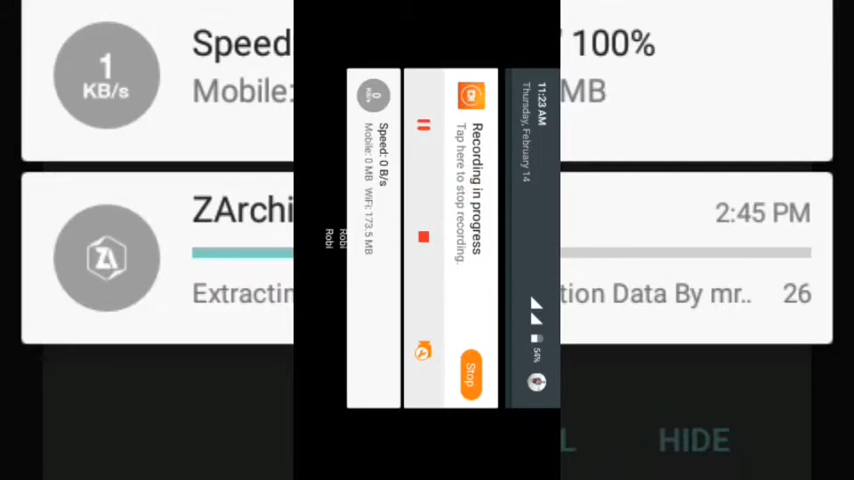 1
KB/s
Speed
100%
Mobile:
MB
ZArchi
2:45 PM
Extractin
tion Data By mr..
26
HIDE
11:23 AM
Thursday, February 14
54%
Recording in progress
Tap here to stop recording.
Stop
0
KB/s
Speed: 0 B/s
Mobile: 0 MB WiFi: 173.5 MB
Robi
Robi